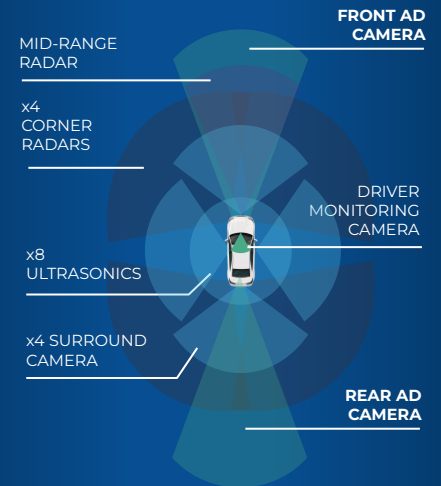 FRONT AD
CAMERA
MID-RANGE
RADAR
x4
CORNER
RADARS
DRIVER
MONITORING
CAMERA
x8
ULTRASONICS
x4 SURROUND
CAMERA
REAR AD
CAMERA